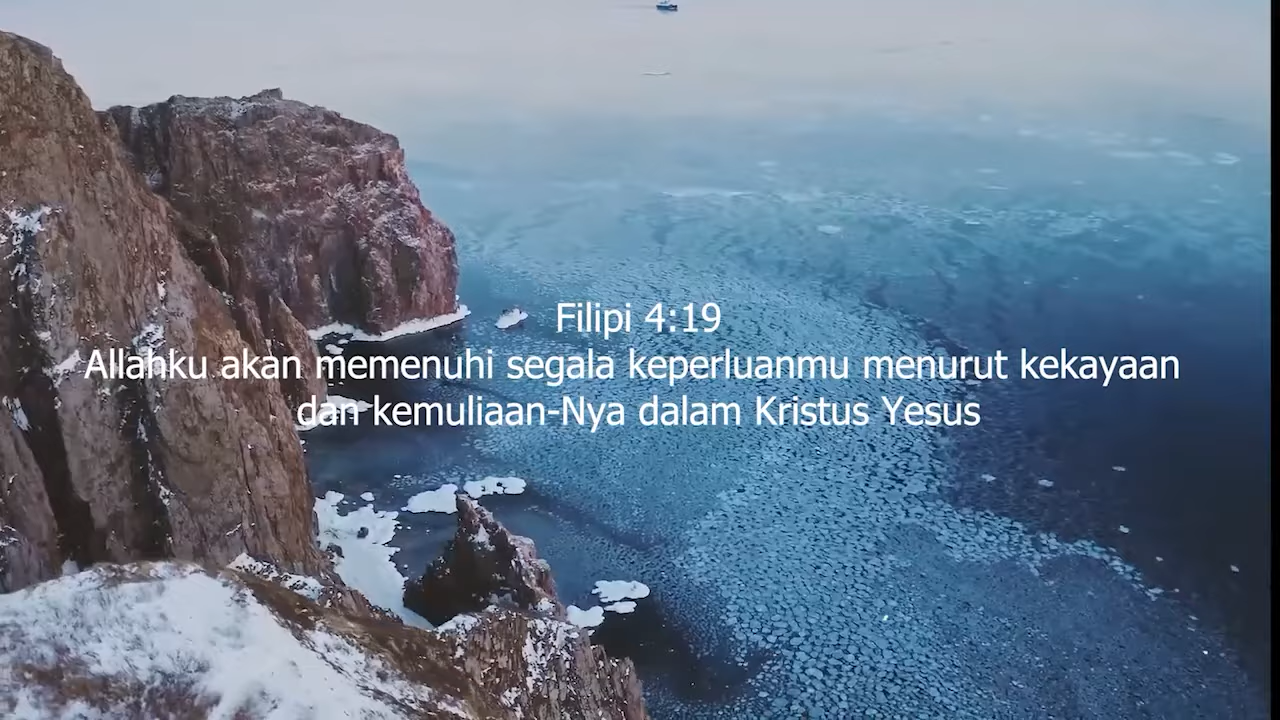 Filipi 4:19
Allahku akan memenuhi segala keperluanmu menurut kekayaan
dan kemuliaan-Nya dalam Kristus Yesus